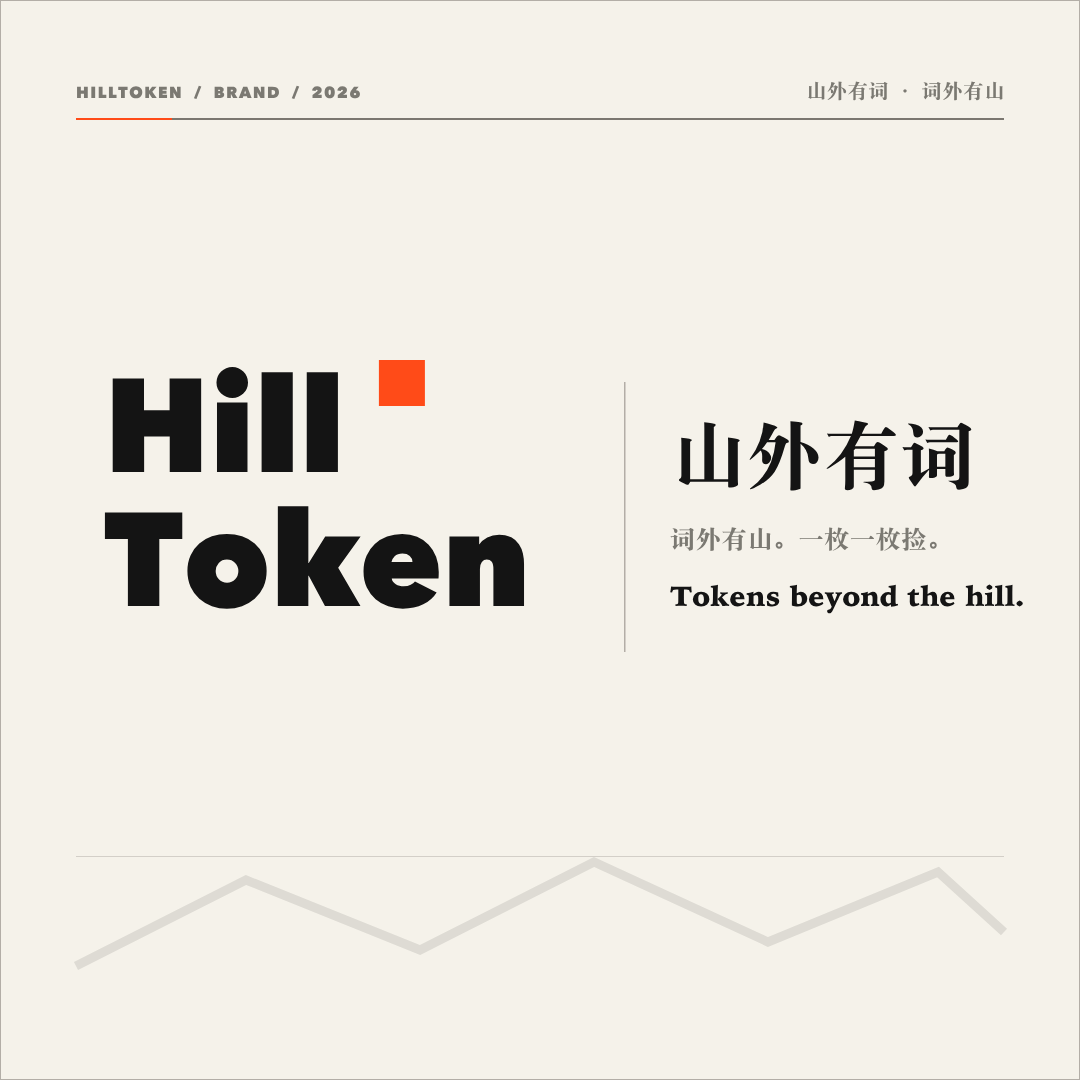 HILLTOKEN / BRAND / 2026
山外有词 · 词外有山
Hill
Token
山外有词
词外有山。一枚一枚捡。
Tokens beyond the hill.